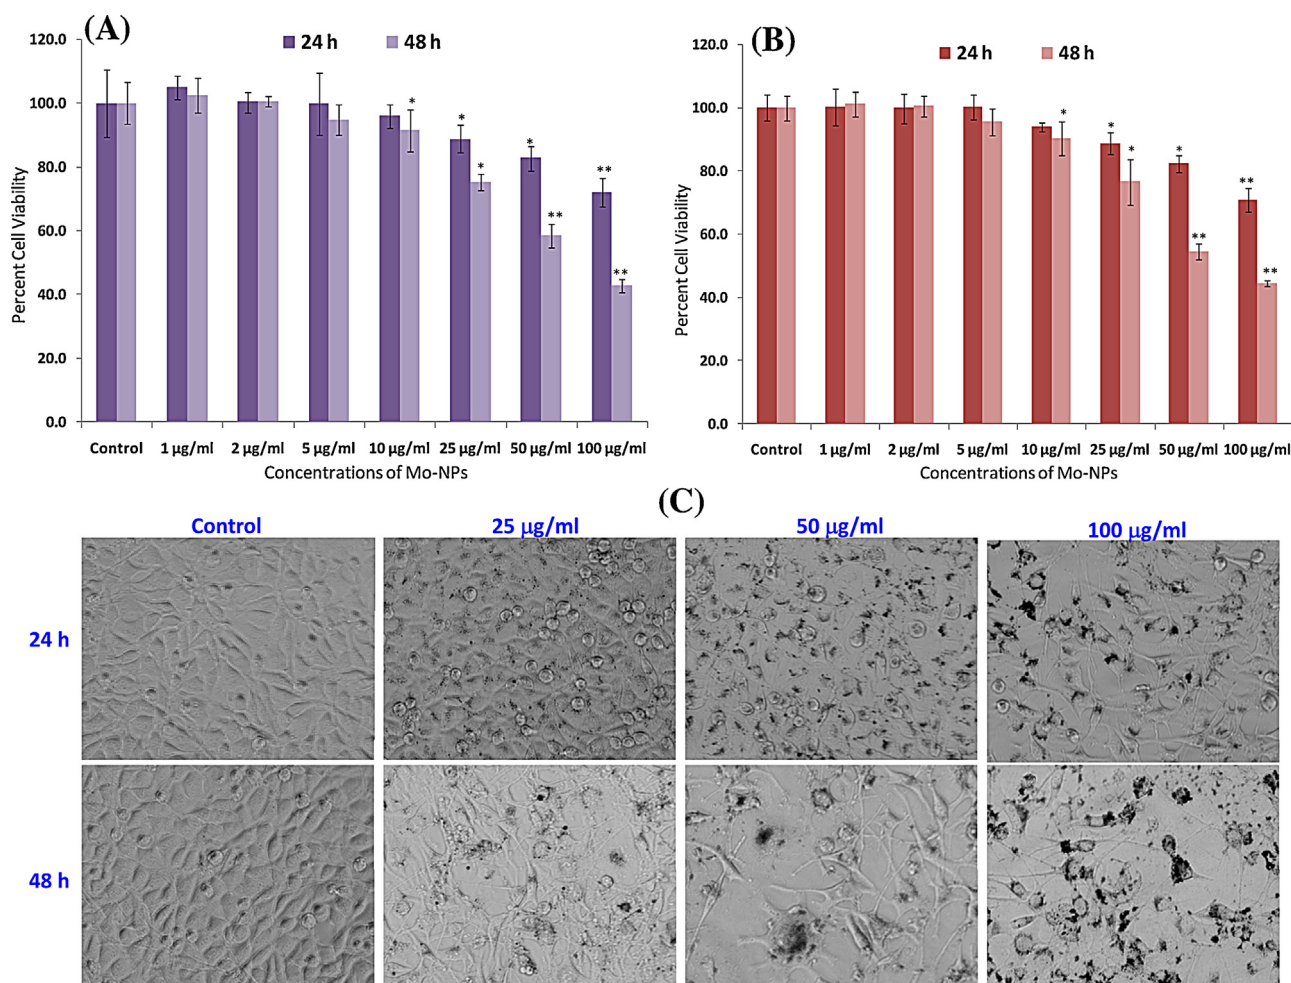 (A)
24 h 48 h
120.0
100.0
80.0
60.0
40.0
20.0
0.0
Percent Cell Viability
* * * * ** ** **
Control 1 µg/ml 2 µg/ml 5 µg/ml 10 µg/ml 25 µg/ml 50 µg/ml 100 µg/ml
Concentrations of Mo-NPs
(B)
24 h 48 h
120.0
100.0
80.0
60.0
40.0
20.0
0.0
Percent Cell Viability
* * * * ** ** **
Control 1 µg/ml 2 µg/ml 5 µg/ml 10 µg/ml 25 µg/ml 50 µg/ml 100 µg/ml
Concentrations of Mo-NPs
(C)
Control 25 µg/ml 50 µg/ml 100 µg/ml
24 h
48 h